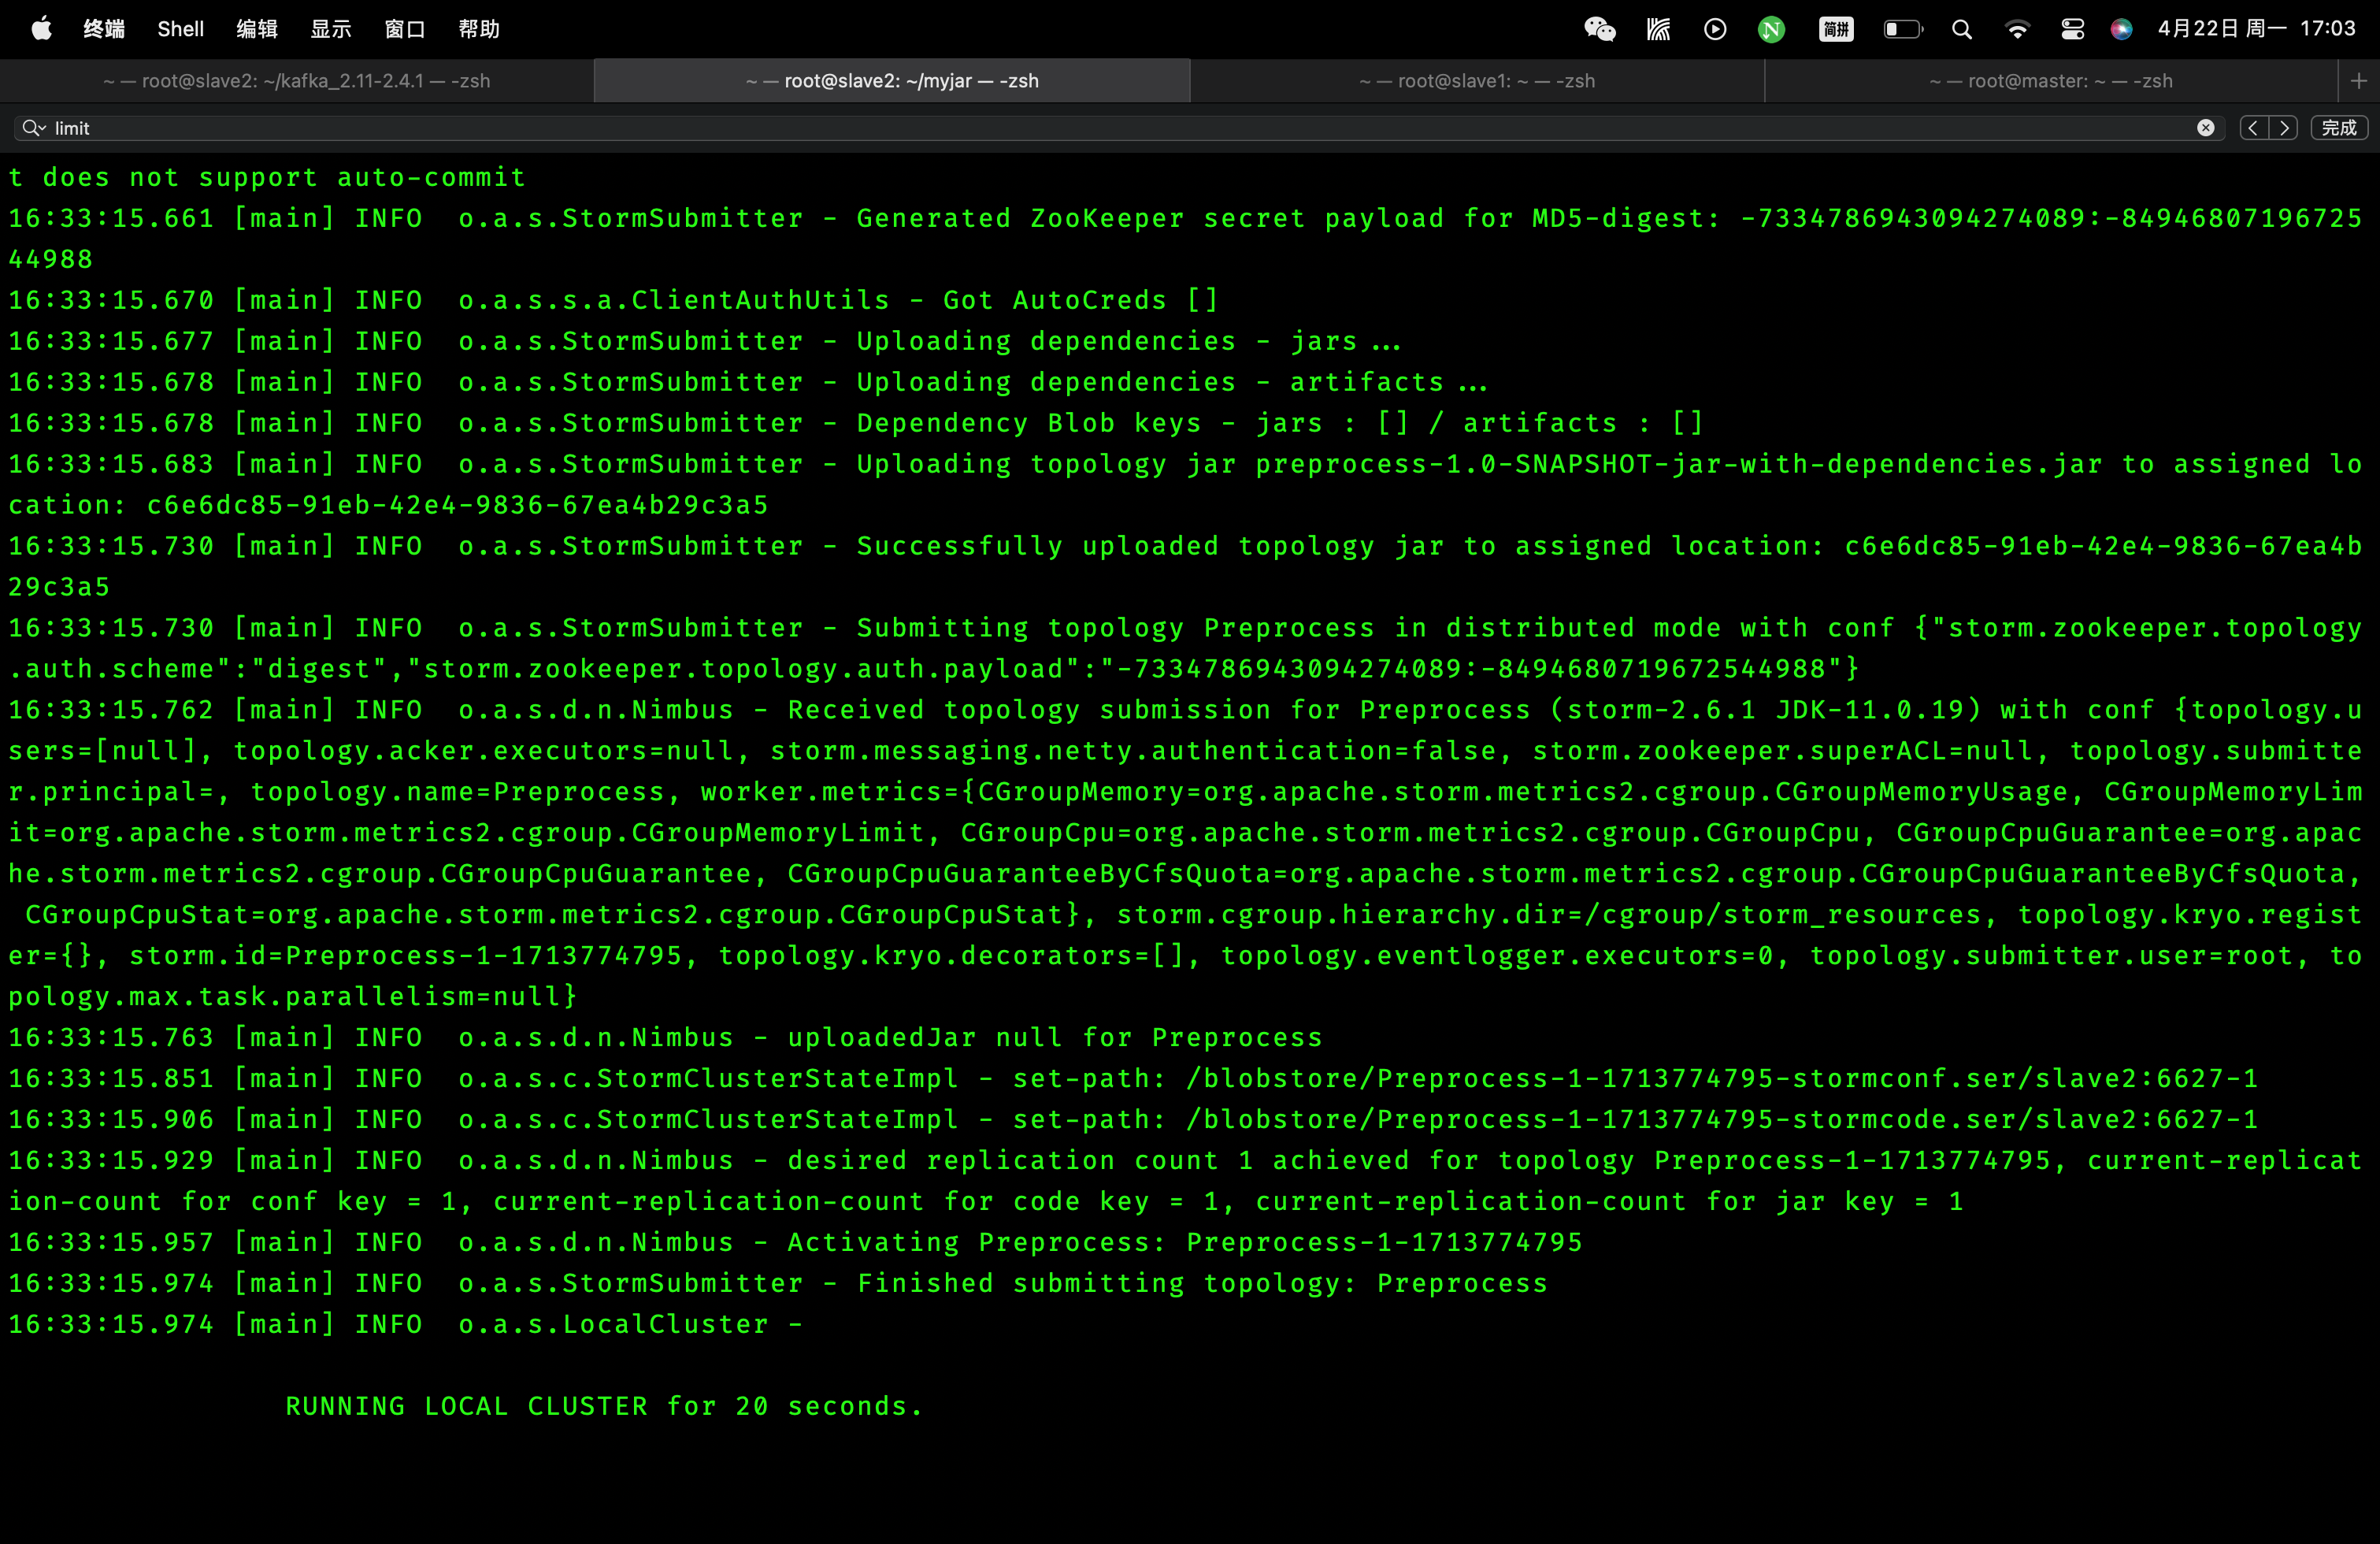 终端 Shell 编辑 显示 窗口 帮助 简拼 4月22日 周一 17:03
~ — root@slave2: ~/kafka_2.11-2.4.1 — -zsh ~ — root@slave2: ~/myjar — -zsh ~ — root@slave1: ~ — -zsh ~ — root@master: ~ — -zsh
limit 完成
t does not support auto-commit
16:33:15.661 [main] INFO  o.a.s.StormSubmitter - Generated ZooKeeper secret payload for MD5-digest: -7334786943094274089:-84946807196725
44988
16:33:15.670 [main] INFO  o.a.s.s.a.ClientAuthUtils - Got AutoCreds []
16:33:15.677 [main] INFO  o.a.s.StormSubmitter - Uploading dependencies - jars...
16:33:15.678 [main] INFO  o.a.s.StormSubmitter - Uploading dependencies - artifacts...
16:33:15.678 [main] INFO  o.a.s.StormSubmitter - Dependency Blob keys - jars : [] / artifacts : []
16:33:15.683 [main] INFO  o.a.s.StormSubmitter - Uploading topology jar preprocess-1.0-SNAPSHOT-jar-with-dependencies.jar to assigned lo
cation: c6e6dc85-91eb-42e4-9836-67ea4b29c3a5
16:33:15.730 [main] INFO  o.a.s.StormSubmitter - Successfully uploaded topology jar to assigned location: c6e6dc85-91eb-42e4-9836-67ea4b
29c3a5
16:33:15.730 [main] INFO  o.a.s.StormSubmitter - Submitting topology Preprocess in distributed mode with conf {"storm.zookeeper.topology
.auth.scheme":"digest","storm.zookeeper.topology.auth.payload":"-7334786943094274089:-8494680719672544988"}
16:33:15.762 [main] INFO  o.a.s.d.n.Nimbus - Received topology submission for Preprocess (storm-2.6.1 JDK-11.0.19) with conf {topology.u
sers=[null], topology.acker.executors=null, storm.messaging.netty.authentication=false, storm.zookeeper.superACL=null, topology.submitte
r.principal=, topology.name=Preprocess, worker.metrics={CGroupMemory=org.apache.storm.metrics2.cgroup.CGroupMemoryUsage, CGroupMemoryLim
it=org.apache.storm.metrics2.cgroup.CGroupMemoryLimit, CGroupCpu=org.apache.storm.metrics2.cgroup.CGroupCpu, CGroupCpuGuarantee=org.apac
he.storm.metrics2.cgroup.CGroupCpuGuarantee, CGroupCpuGuaranteeByCfsQuota=org.apache.storm.metrics2.cgroup.CGroupCpuGuaranteeByCfsQuota,
 CGroupCpuStat=org.apache.storm.metrics2.cgroup.CGroupCpuStat}, storm.cgroup.hierarchy.dir=/cgroup/storm_resources, topology.kryo.regist
er={}, storm.id=Preprocess-1-1713774795, topology.kryo.decorators=[], topology.eventlogger.executors=0, topology.submitter.user=root, to
pology.max.task.parallelism=null}
16:33:15.763 [main] INFO  o.a.s.d.n.Nimbus - uploadedJar null for Preprocess
16:33:15.851 [main] INFO  o.a.s.c.StormClusterStateImpl - set-path: /blobstore/Preprocess-1-1713774795-stormconf.ser/slave2:6627-1
16:33:15.906 [main] INFO  o.a.s.c.StormClusterStateImpl - set-path: /blobstore/Preprocess-1-1713774795-stormcode.ser/slave2:6627-1
16:33:15.929 [main] INFO  o.a.s.d.n.Nimbus - desired replication count 1 achieved for topology Preprocess-1-1713774795, current-replicat
ion-count for conf key = 1, current-replication-count for code key = 1, current-replication-count for jar key = 1
16:33:15.957 [main] INFO  o.a.s.d.n.Nimbus - Activating Preprocess: Preprocess-1-1713774795
16:33:15.974 [main] INFO  o.a.s.StormSubmitter - Finished submitting topology: Preprocess
16:33:15.974 [main] INFO  o.a.s.LocalCluster -
RUNNING LOCAL CLUSTER for 20 seconds.